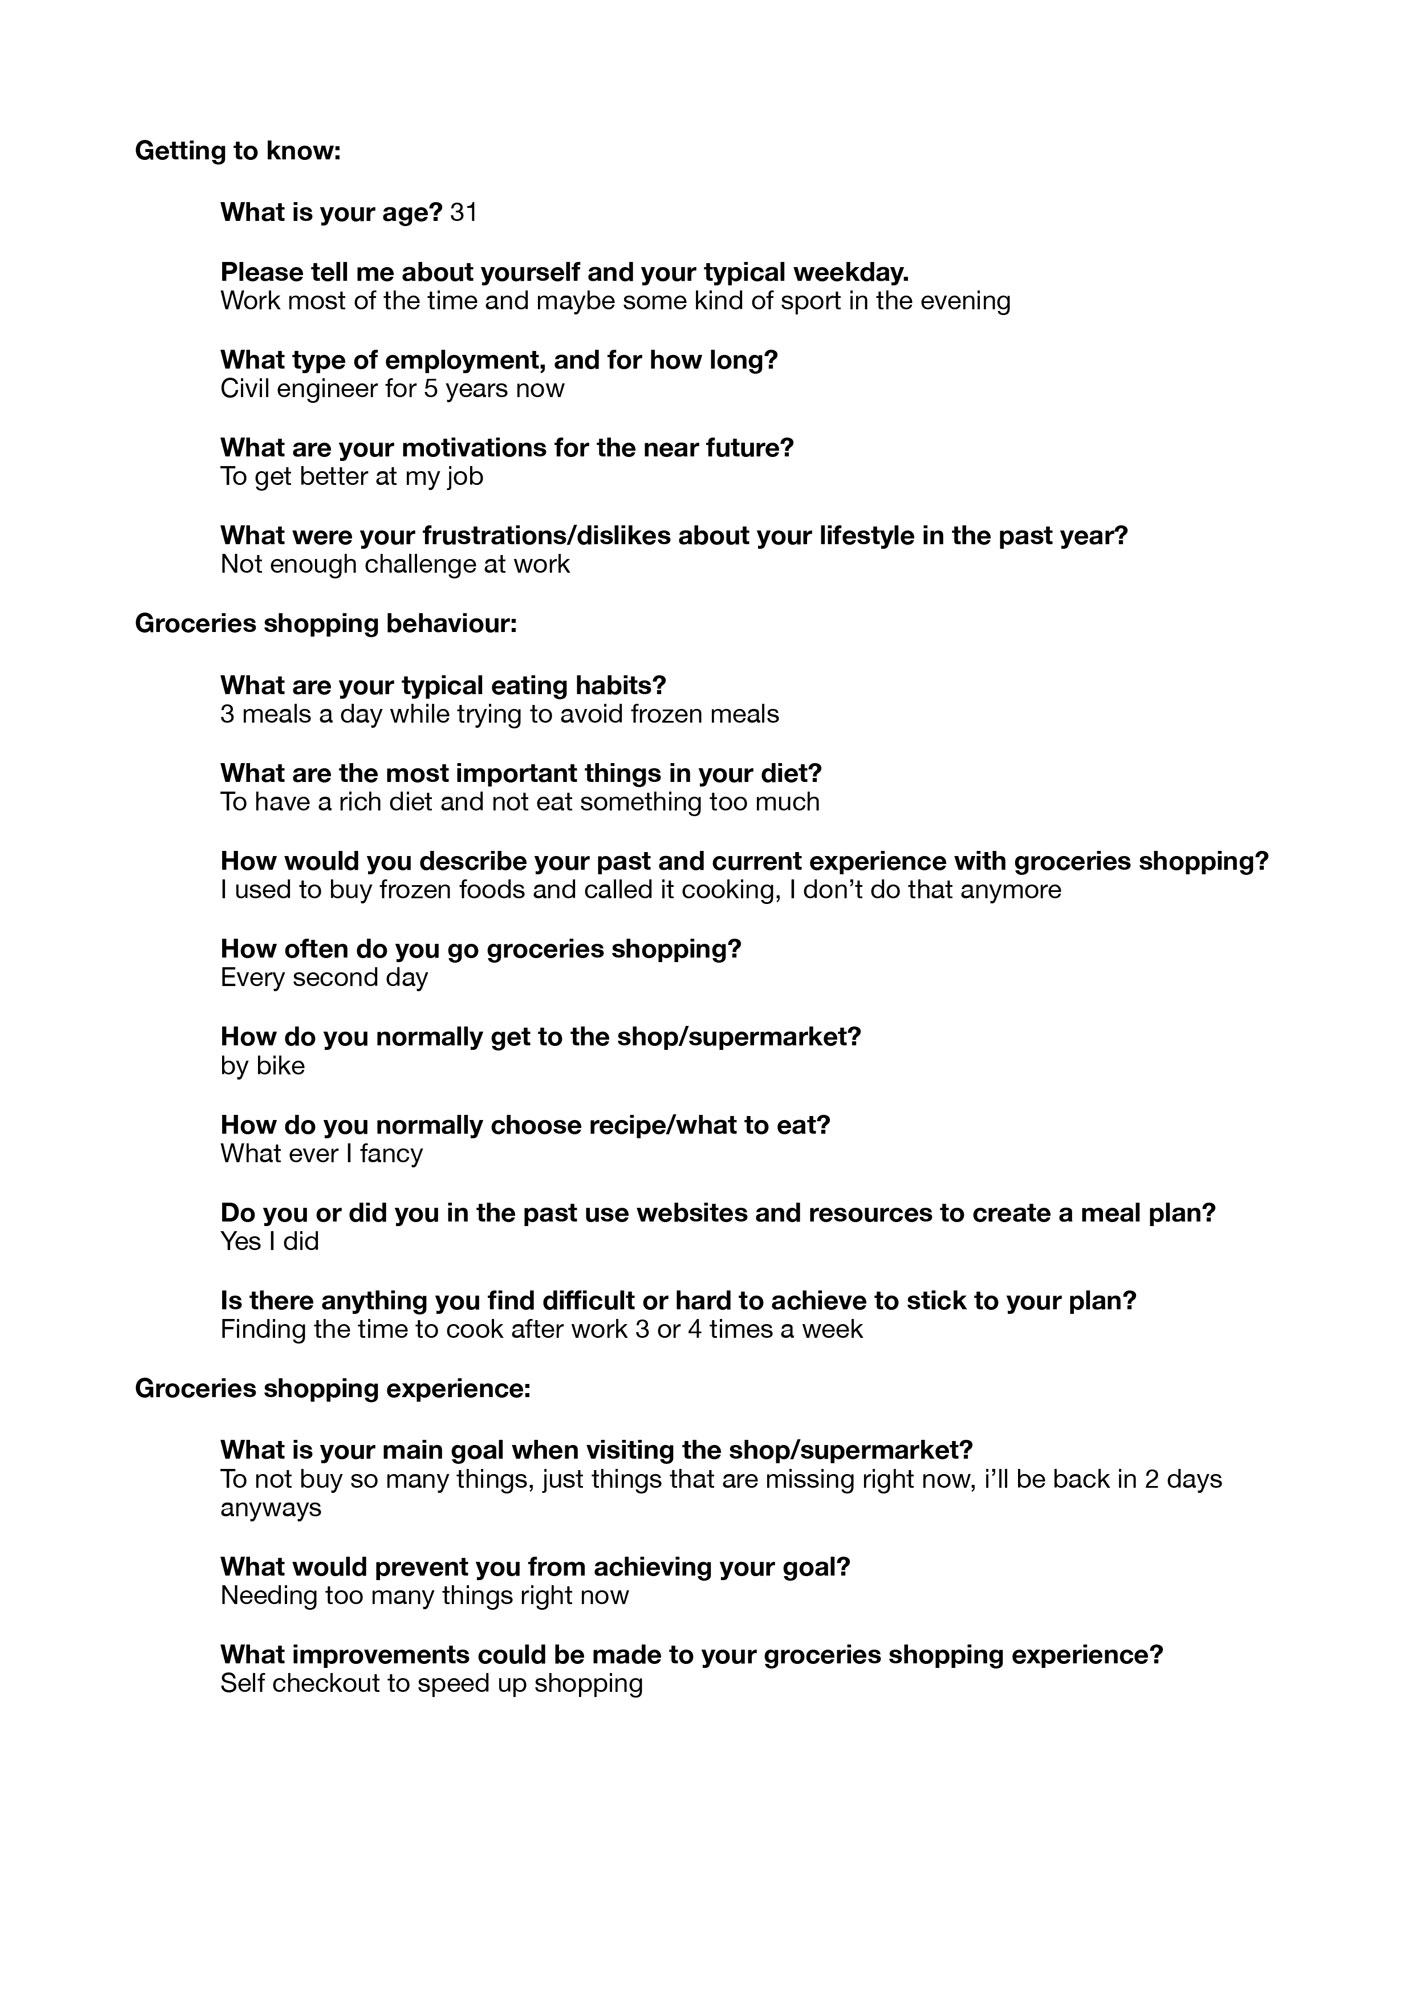 Getting to know:
What is your age? 31
Please tell me about yourself and your typical weekday.
Work most of the time and maybe some kind of sport in the evening
What type of employment, and for how long?
Civil engineer for 5 years now
What are your motivations for the near future?
To get better at my job
What were your frustrations/dislikes about your lifestyle in the past year?
Not enough challenge at work
Groceries shopping behaviour:
What are your typical eating habits?
3 meals a day while trying to avoid frozen meals
What are the most important things in your diet?
To have a rich diet and not eat something too much
How would you describe your past and current experience with groceries shopping?
I used to buy frozen foods and called it cooking, I don’t do that anymore
How often do you go groceries shopping?
Every second day
How do you normally get to the shop/supermarket?
by bike
How do you normally choose recipe/what to eat?
What ever I fancy
Do you or did you in the past use websites and resources to create a meal plan?
Yes I did
Is there anything you find difficult or hard to achieve to stick to your plan?
Finding the time to cook after work 3 or 4 times a week
Groceries shopping experience:
What is your main goal when visiting the shop/supermarket?
To not buy so many things, just things that are missing right now, i’ll be back in 2 days
anyways
What would prevent you from achieving your goal?
Needing too many things right now
What improvements could be made to your groceries shopping experience?
Self checkout to speed up shopping